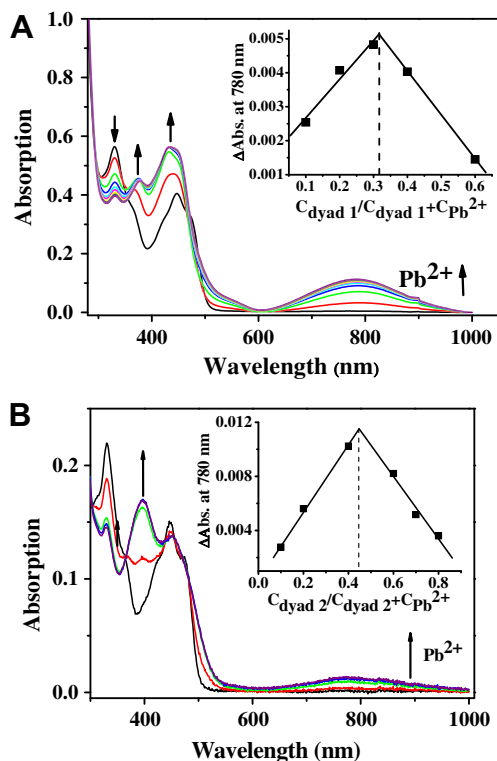 A
1.0
0.8
0.6
0.4
0.2
0.0
Absorption
400
600
800
1000
Wavelength (nm)
Pb2+
0.005
0.004
0.003
0.002
0.001
ΔAbs. at 780 nm
0.1 0.2 0.3 0.4 0.5 0.6
Cdyad 1/Cdyad 1+CPb2+
B
0.2
0.1
0.0
Absorption
400
600
800
1000
Wavelength (nm)
Pb2+
0.012
0.008
0.004
ΔAbs. at 780 nm
0.0 0.2 0.4 0.6 0.8
Cdyad 2/Cdyad 2+CPb2+